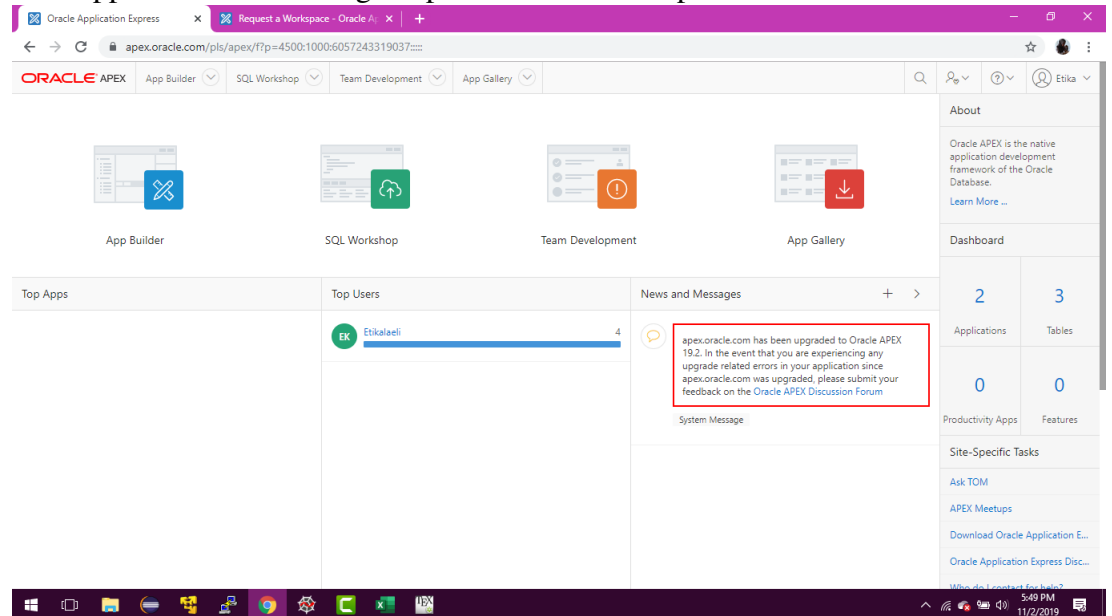 Oracle Application Express
Request a Workspace - Oracle Ap
apex.oracle.com/pls/apex/f?p=4500:1000:6057243319037:::::
ORACLE APEX App Builder SQL Workshop Team Development App Gallery Etika
About
Oracle APEX is the native
application development
framework of the Oracle
Database.
Learn More ...
App Builder
SQL Workshop
Team Development
App Gallery
Dashboard
2
Applications
3
Tables
0
Productivity Apps
0
Features
Top Apps
Top Users
EK Etikalaeli 4
News and Messages
apex.oracle.com has been upgraded to Oracle APEX
19.2. In the event that you are experiencing any
upgrade related errors in your application since
apex.oracle.com was upgraded, please submit your
feedback on the Oracle APEX Discussion Forum
System Message
Site-Specific Tasks
Ask TOM
APEX Meetups
Download Oracle Application E...
Oracle Application Express Disc...
Who do I contact for help?
5:49 PM
11/2/2019